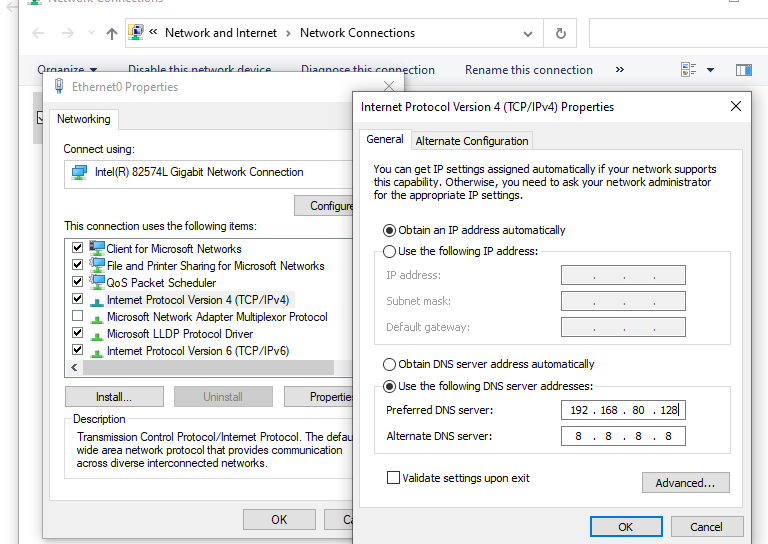 Network Connections
Network and Internet
Network Connections
Organize
Disable this network device
Diagnose this connection
Rename this connection
»
Ethernet0 Properties
Networking
Connect using:
Intel(R) 82574L Gigabit Network Connection
Configure
This connection uses the following items:
Client for Microsoft Networks
File and Printer Sharing for Microsoft Networks
QoS Packet Scheduler
Internet Protocol Version 4 (TCP/IPv4)
Microsoft Network Adapter Multiplexor Protocol
Microsoft LLDP Protocol Driver
Internet Protocol Version 6 (TCP/IPv6)
Install...
Uninstall
Properties
Description
Transmission Control Protocol/Internet Protocol. The defau
wide area network protocol that provides communication
across diverse interconnected networks.
OK
Ca
Internet Protocol Version 4 (TCP/IPv4) Properties
General
Alternate Configuration
You can get IP settings assigned automatically if your network supports
this capability. Otherwise, you need to ask your network administrator
for the appropriate IP settings.
Obtain an IP address automatically
Use the following IP address:
IP address:
. . .
Subnet mask:
. . .
Default gateway:
. . .
Obtain DNS server address automatically
Use the following DNS server addresses:
Preferred DNS server:
192 . 168 . 80 . 128
Alternate DNS server:
8 . 8 . 8 . 8
Validate settings upon exit
Advanced...
OK
Cancel